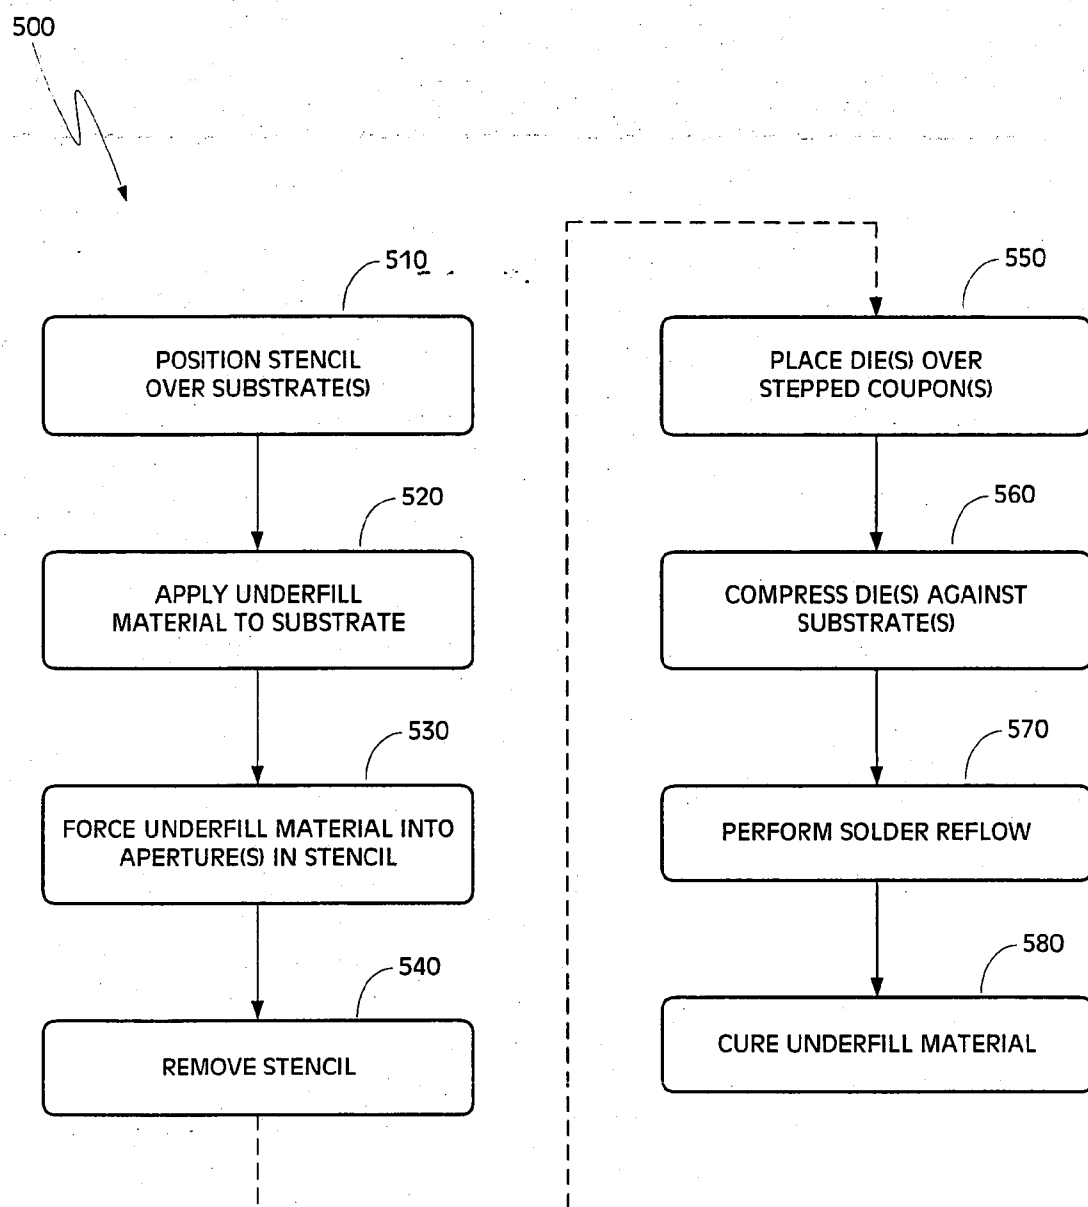 500
510
POSITION STENCIL
OVER SUBSTRATE(S)
520
APPLY UNDERFILL
MATERIAL TO SUBSTRATE
530
FORCE UNDERFILL MATERIAL INTO
APERTURE(S) IN STENCIL
540
REMOVE STENCIL
550
PLACE DIE(S) OVER
STEPPED COUPON(S)
560
COMPRESS DIE(S) AGAINST
SUBSTRATE(S)
570
PERFORM SOLDER REFLOW
580
CURE UNDERFILL MATERIAL